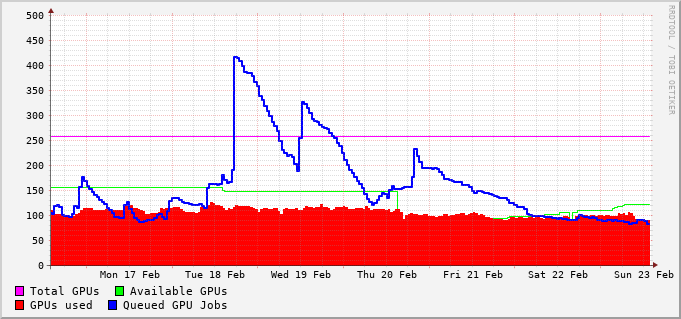 500
450
400
350
300
250
200
150
100
50
0
Mon 17 Feb Tue 18 Feb Wed 19 Feb Thu 20 Feb Fri 21 Feb Sat 22 Feb Sun 23 Feb
Total GPUs Available GPUs
GPUs used Queued GPU Jobs
RRDTOOL / TOBI OETIKER